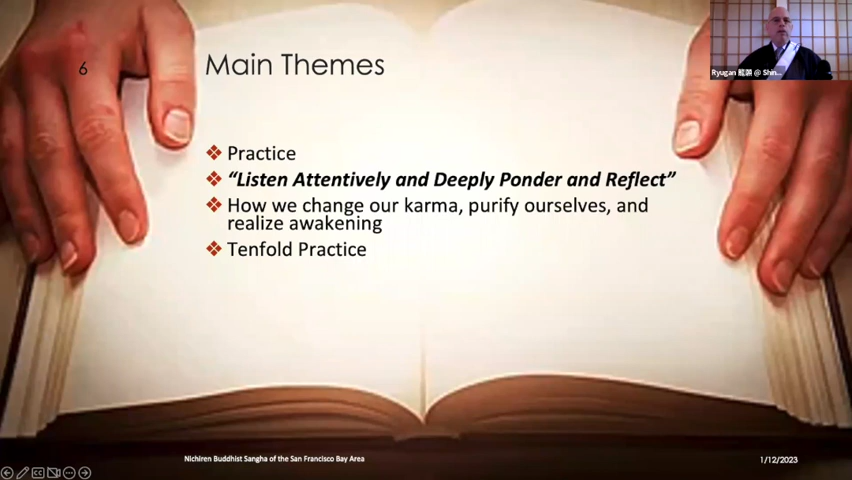 6
Main Themes
Ryugan 龍顕 @ Shin...
❖ Practice
❖ “Listen Attentively and Deeply Ponder and Reflect”
❖ How we change our karma, purify ourselves, and
realize awakening
❖ Tenfold Practice
Nichiren Buddhist Sangha of the San Francisco Bay Area
1/12/2023
CC